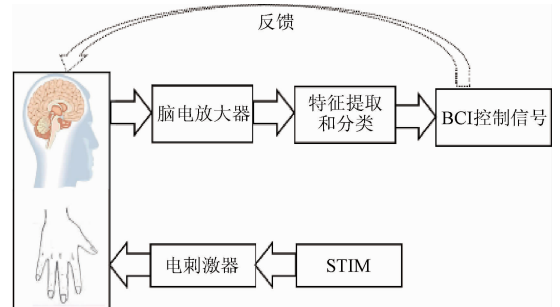 反馈
脑电放大器
特征提取
和分类
BCI控制信号
电刺激器
STIM